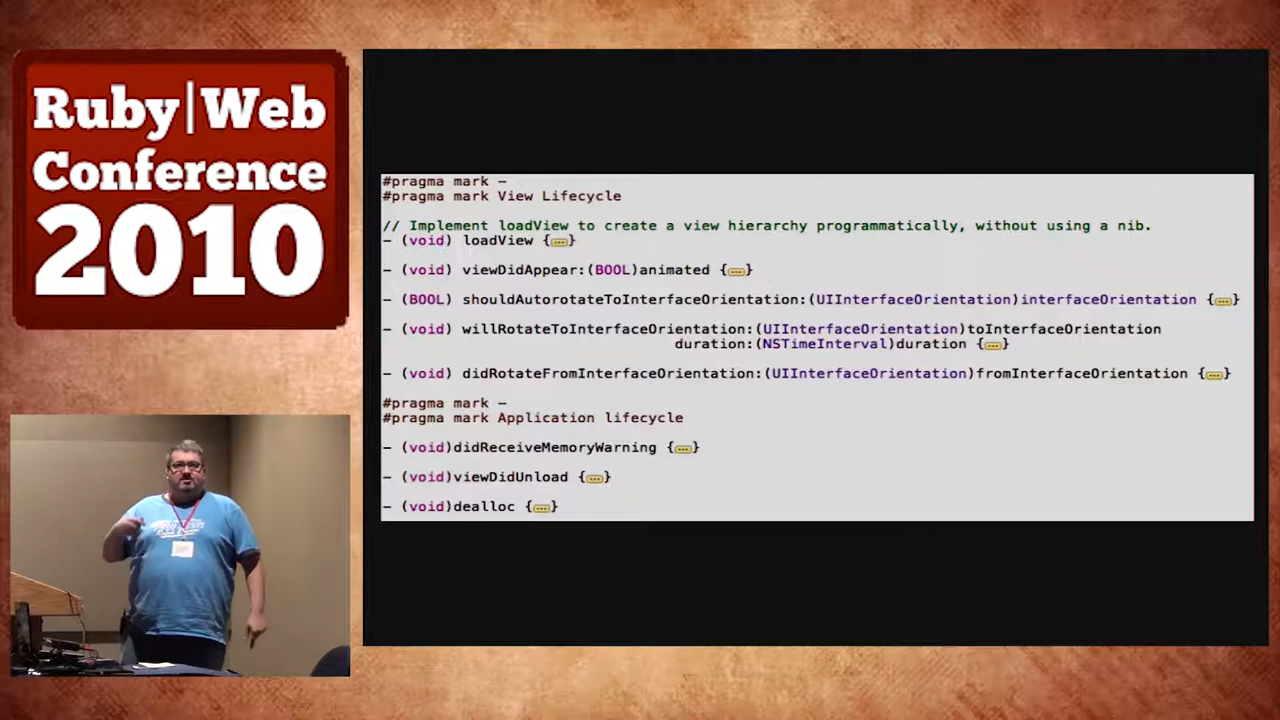 Ruby|Web
Conference
2010
#pragma mark -
#pragma mark View Lifecycle
// Implement loadView to create a view hierarchy programmatically, without using a nib.
- (void) loadView {...}
- (void) viewDidAppear:(BOOL)animated {...}
- (BOOL) shouldAutorotateToInterfaceOrientation:(UIInterfaceOrientation)interfaceOrientation {...}
- (void) willRotateToInterfaceOrientation:(UIInterfaceOrientation)toInterfaceOrientation
duration:(NSTimeInterval)duration {...}
- (void) didRotateFromInterfaceOrientation:(UIInterfaceOrientation)fromInterfaceOrientation {...}
#pragma mark -
#pragma mark Application lifecycle
- (void)didReceiveMemoryWarning {...}
- (void)viewDidUnload {...}
- (void)dealloc {...}